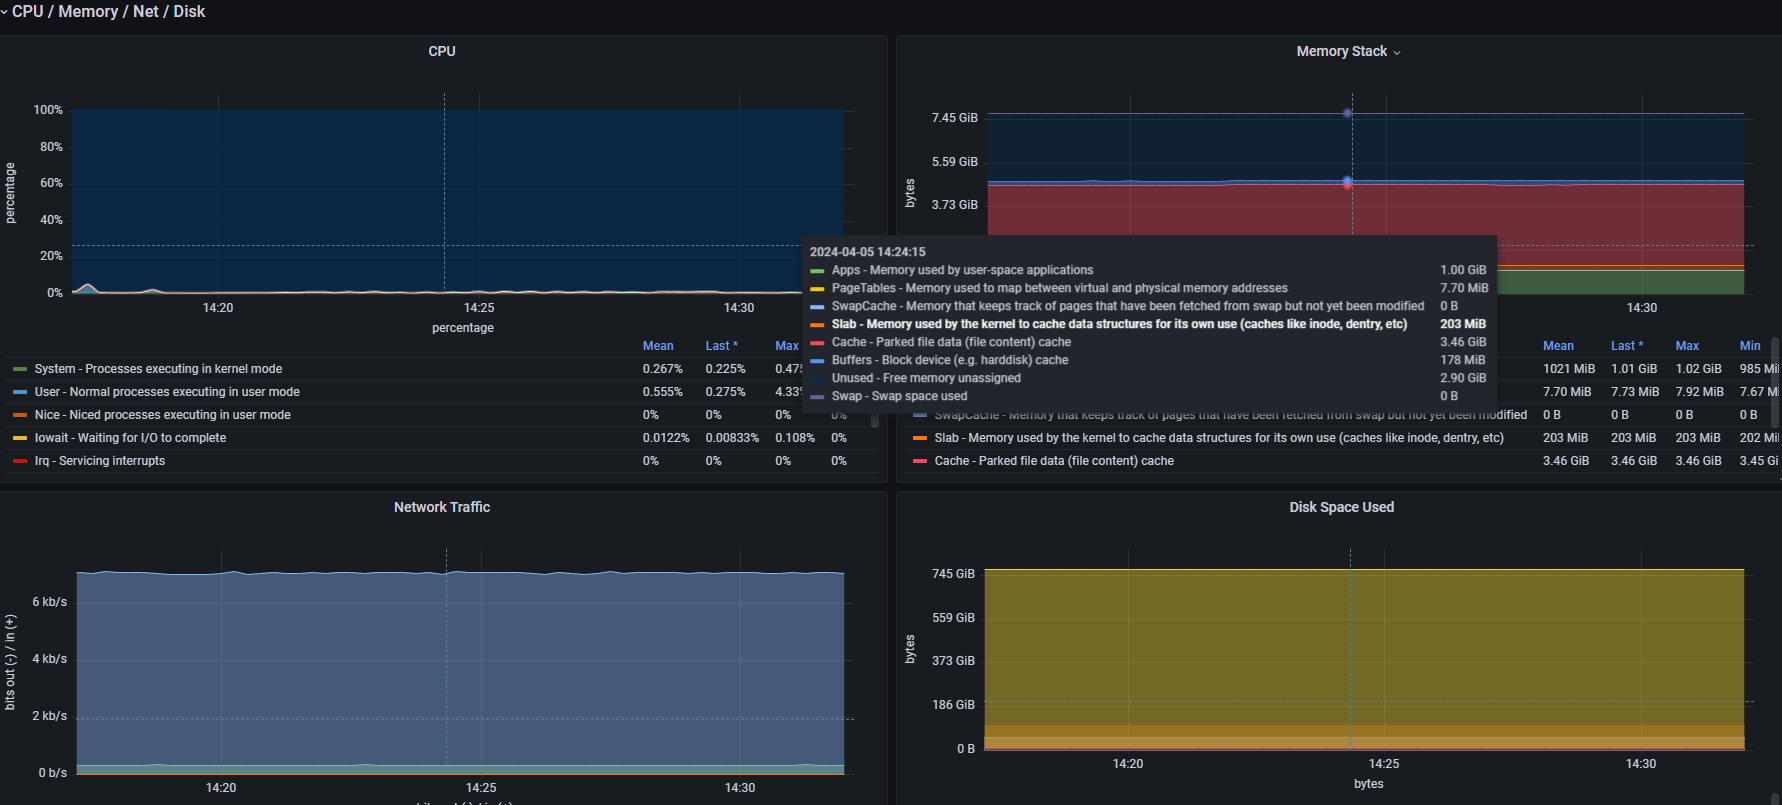 CPU / Memory / Net / Disk
CPU
100%
80%
60%
40%
20%
0%
percentage
14:20 14:25 14:30
percentage
Mean Last * Max
System - Processes executing in kernel mode 0.267% 0.225%
User - Normal processes executing in user mode 0.555% 0.275%
Nice - Niced processes executing in user mode 0% 0% 0% 0%
Iowait - Waiting for I/O to complete 0.0122% 0.00833% 0.108% 0%
Irq - Servicing interrupts 0% 0% 0% 0%
Memory Stack
7.45 GiB
5.59 GiB
3.73 GiB
bytes
14:30
2024-04-05 14:24:15
Apps - Memory used by user-space applications 1.00 GiB
PageTables - Memory used to map between virtual and physical memory addresses 7.70 MiB
SwapCache - Memory that keeps track of pages that have been fetched from swap but not yet been modified 0 B
Slab - Memory used by the kernel to cache data structures for its own use (caches like inode, dentry, etc) 203 MiB
Cache - Parked file data (file content) cache 3.46 GiB
Buffers - Block device (e.g. harddisk) cache 178 MiB
Unused - Free memory unassigned 2.90 GiB
Swap - Swap space used 0 B
Mean Last * Max Min
1021 MiB 1.01 GiB 1.02 GiB 985
7.70 MiB 7.73 MiB 7.92 MiB 7.67
SwapCache - Memory that keeps track of pages that have been fetched from swap but not yet been modified 0 B 0 B 0 B 0 B
Slab - Memory used by the kernel to cache data structures for its own use (caches like inode, dentry, etc) 203 MiB 203 MiB 203 MiB 202
Cache - Parked file data (file content) cache 3.46 GiB 3.46 GiB 3.46 GiB 3.45
Network Traffic
6 kb/s
4 kb/s
2 kb/s
0 b/s
bits out (-) / in (+)
14:20 14:25 14:30
Disk Space Used
745 GiB
559 GiB
373 GiB
186 GiB
0 B
bytes
14:20 14:25 14:30
bytes